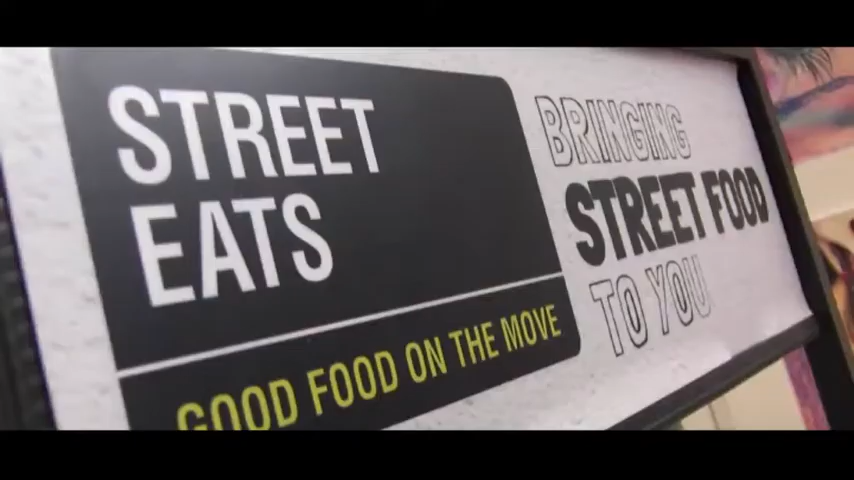 STREET
EATS
GOOD FOOD ON THE MOVE
BRINGING
STREET FOOD
TO YOU